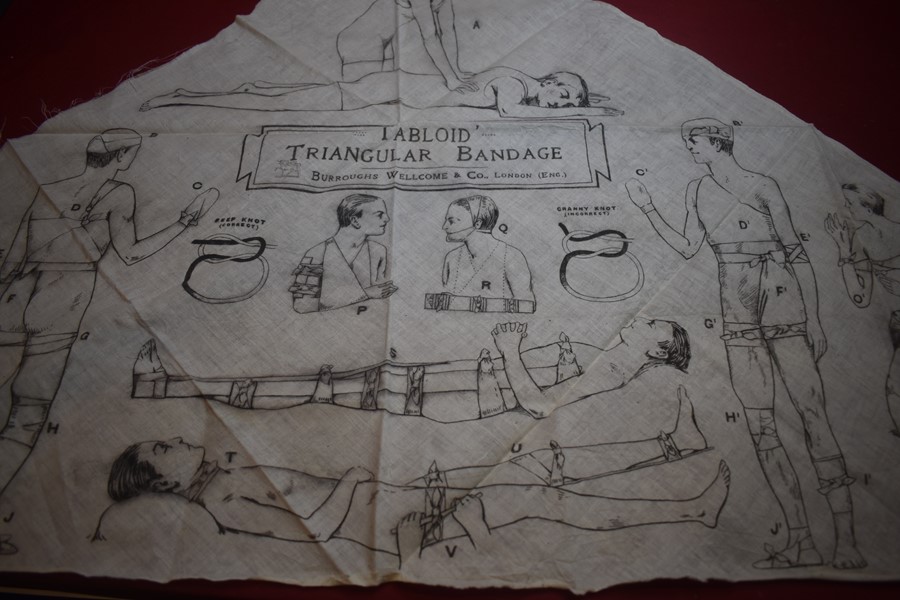 A
'TABLOID'
TRIANGULAR BANDAGE
BURROUGHS WELLCOME & CO., LONDON (ENG.)
B
B'
C
C'
REEF KNOT
(CORRECT)
GRANNY KNOT
(INCORRECT)
D
D'
Q
E'
F
R
F'
O'
P
G
G'
S
H
H'
T
U
I'
J
V
J'